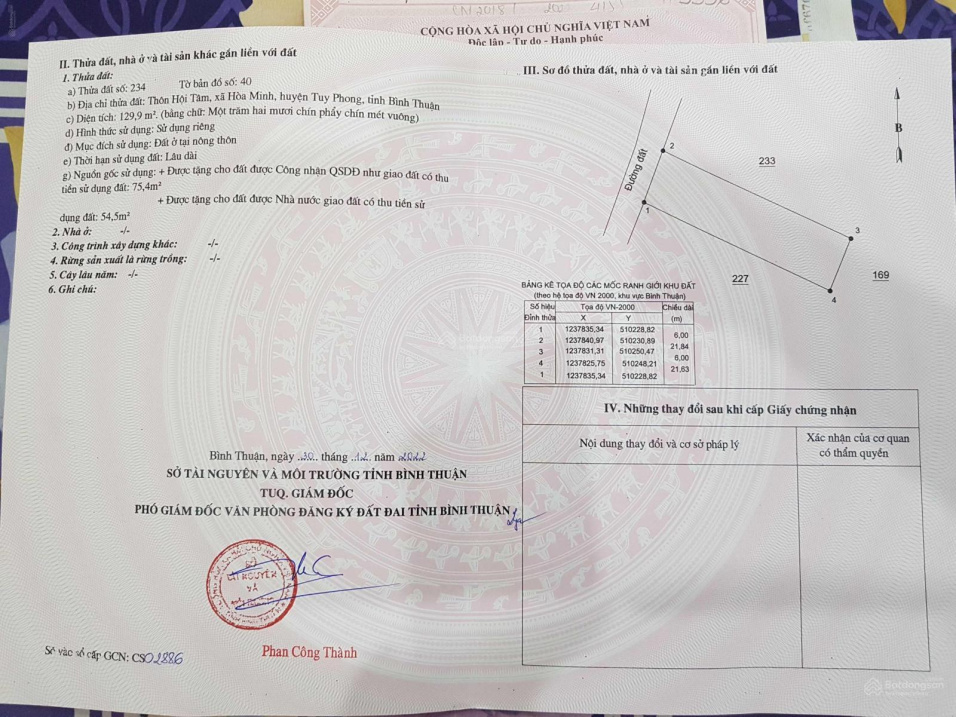 CỘNG HÒA XÃ HỘI CHỦ NGHĨA VIỆT NAM
Độc lập - Tự do - Hạnh phúc
II. Thửa đất, nhà ở và tài sản khác gắn liền với đất
1. Thửa đất:
a) Thửa đất số: 234 Tờ bản đồ số: 40
b) Địa chỉ thửa đất: Thôn Hội Tâm, xã Hòa Minh, huyện Tuy Phong, tỉnh Bình Thuận
c) Diện tích: 129,9 m². (bằng chữ: Một trăm hai mươi chín phẩy chín mét vuông)
d) Hình thức sử dụng: Sử dụng riêng
đ) Mục đích sử dụng: Đất ở tại nông thôn
e) Thời hạn sử dụng đất: Lâu dài
g) Nguồn gốc sử dụng: + Được tặng cho đất được Công nhận QSDĐ như giao đất có thu
tiền sử dụng đất: 75,4m²
+ Được tặng cho đất được Nhà nước giao đất có thu tiền sử
dụng đất: 54,5m²
2. Nhà ở: -/-
3. Công trình xây dựng khác: -/-
4. Rừng sản xuất là rừng trồng: -/-
5. Cây lâu năm: -/-
6. Ghi chú:
Bình Thuận, ngày 30 tháng 12 năm 2022
SỞ TÀI NGUYÊN VÀ MÔI TRƯỜNG TỈNH BÌNH THUẬN
TUQ. GIÁM ĐỐC
PHÓ GIÁM ĐỐC VĂN PHÒNG ĐĂNG KÝ ĐẤT ĐAI TỈNH BÌNH THUẬN
Phan Công Thành
Số vào sổ cấp GCN: CS02886
III. Sơ đồ thửa đất, nhà ở và tài sản gắn liền với đất
B
Đường đất
2
233
1
3
169
227
4
BẢNG KÊ TỌA ĐỘ CÁC MỐC RANH GIỚI KHU ĐẤT
(theo hệ tọa độ VN 2000, khu vực Bình Thuận)
Số hiệu Đỉnh thửa Tọa độ VN-2000 Chiều dài
X Y (m)
1 1237835,34 510228,82
6,00
2 1237840,97 510230,89
21,84
3 1237831,31 510250,47
6,00
4 1237825,75 510248,21
21,63
1 1237835,34 510228,82
IV. Những thay đổi sau khi cấp Giấy chứng nhận
Nội dung thay đổi và cơ sở pháp lý
Xác nhận của cơ quan
có thẩm quyền
Batdongsan